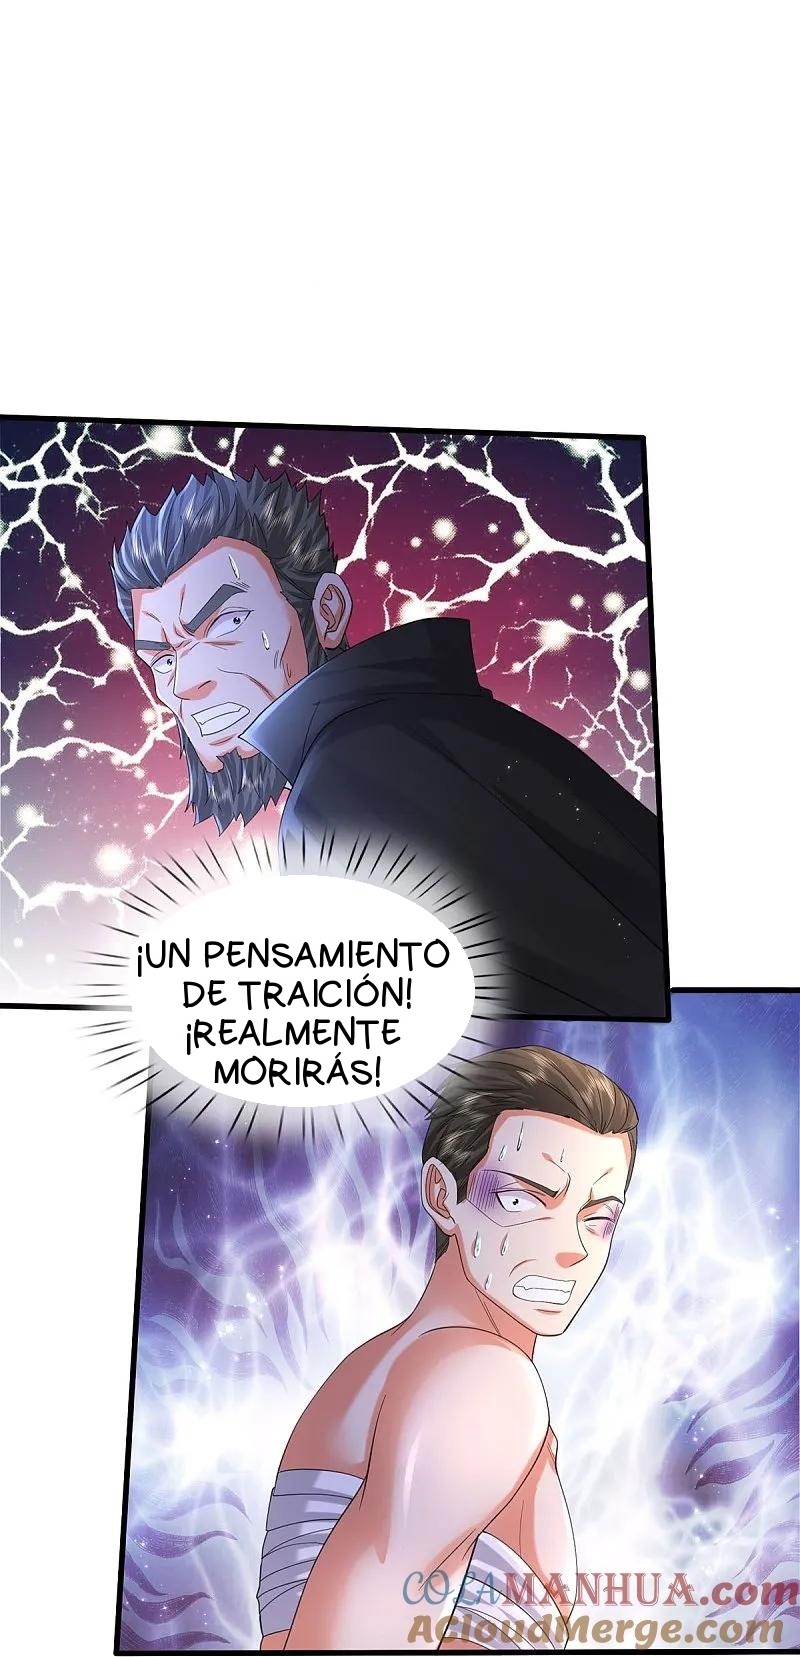 ¡UN PENSAMIENTO
DE TRAICIÓN!
¡REALMENTE
MORIRÁS!
COLAMANHUA.com
ACloudMerge.com